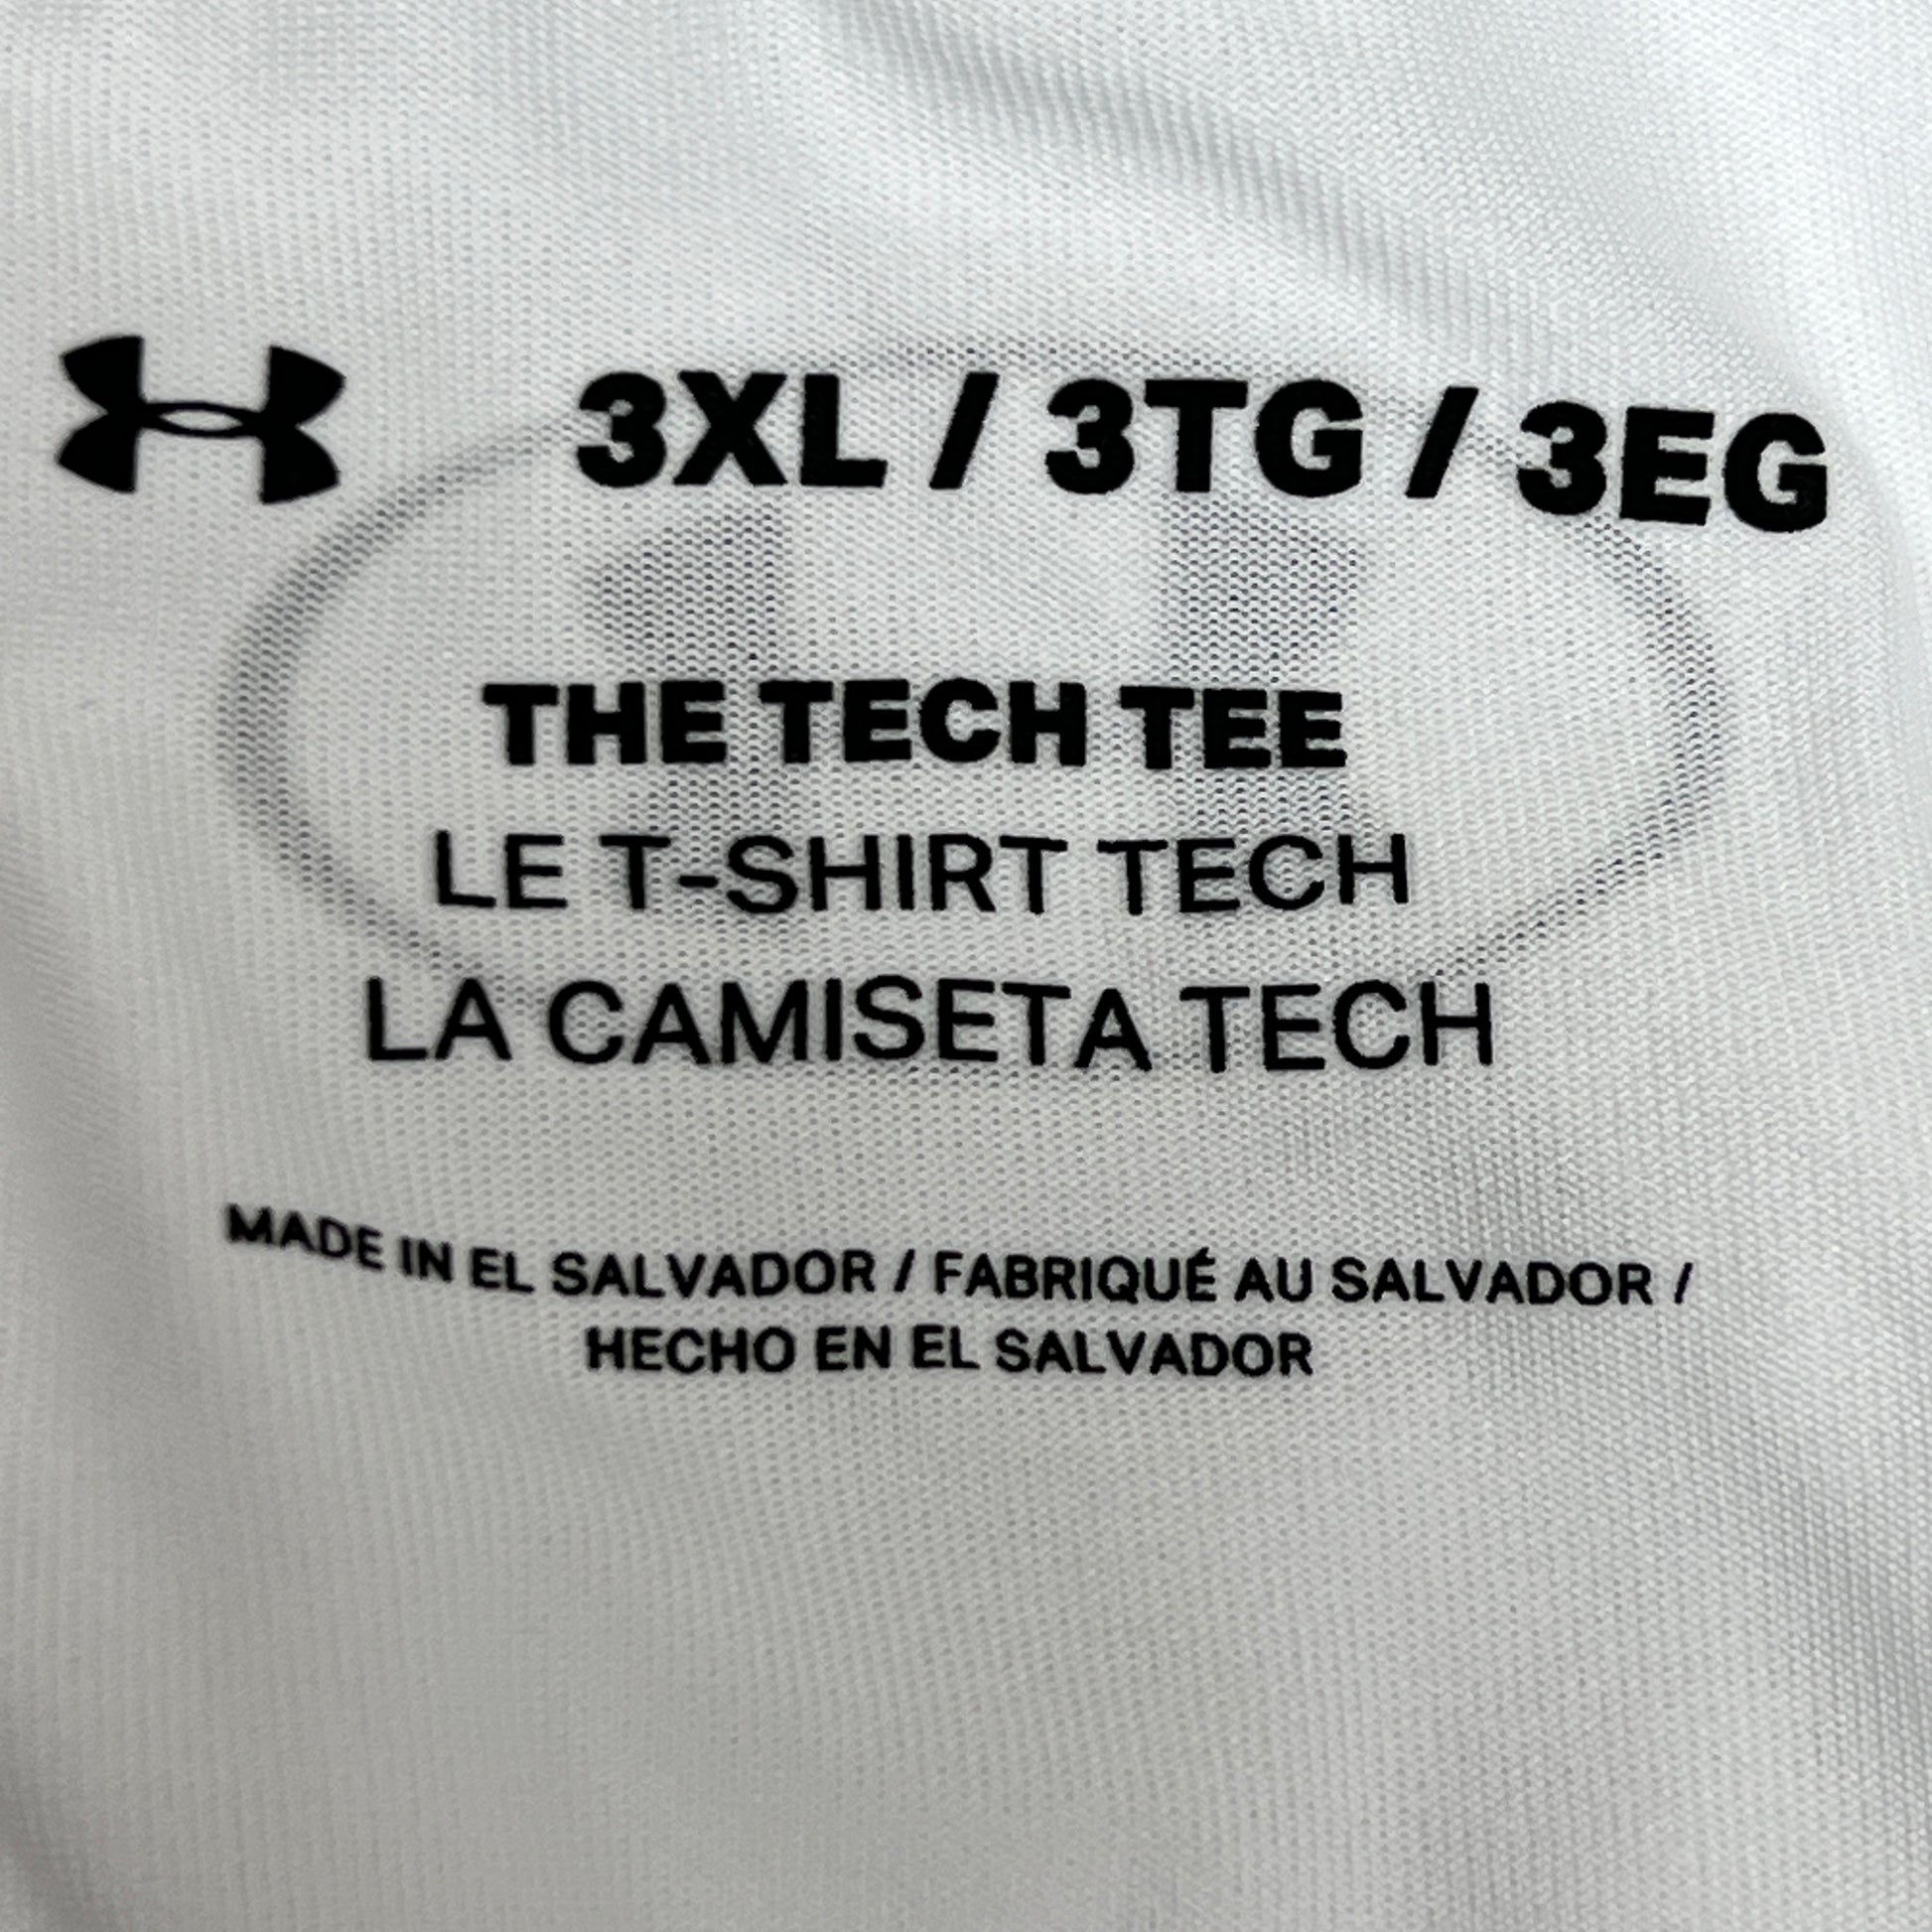 3XL / 3TG / 3EG
THE TECH TEE
LE T-SHIRT TECH
LA CAMISETA TECH
MADE IN EL SALVADOR / FABRIQUÉ AU SALVADOR /
HECHO EN EL SALVADOR